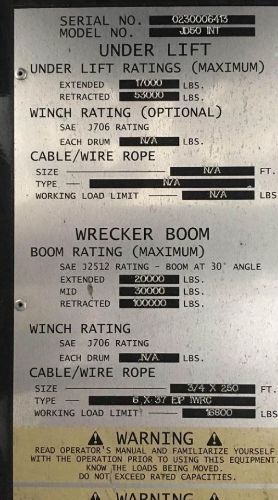 SERIAL NO. 0230006413
MODEL NO. JD50 INT
UNDER LIFT
UNDER LIFT RATINGS (MAXIMUM)
EXTENDED 17000 LBS.
RETRACTED 53000 LBS.
WINCH RATING (OPTIONAL)
SAE J706 RATING
EACH DRUM N/A LBS.
CABLE/WIRE ROPE
SIZE N/A FT.
TYPE N/A
WORKING LOAD LIMIT N/A LBS.
WRECKER BOOM
BOOM RATING (MAXIMUM)
SAE J2512 RATING - BOOM AT 30° ANGLE
EXTENDED 20000 LBS.
MID 30000 LBS.
RETRACTED 100000 LBS.
WINCH RATING
SAE J706 RATING
EACH DRUM N/A LBS.
CABLE/WIRE ROPE
SIZE 3/4 X 250 FT.
TYPE 6 X 37 EIP IWRC
WORKING LOAD LIMIT 16800 LBS.
WARNING
READ OPERATOR'S MANUAL AND FAMILIARIZE YOURSELF
WITH THE OPERATION PRIOR TO USING THIS EQUIPMENT.
KNOW THE LOADS BEING MOVED.
DO NOT EXCEED RATED CAPACITIES.
WARNING